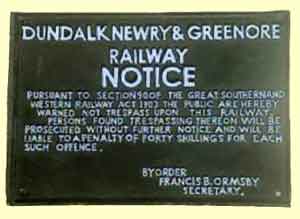 DUNDALK NEWRY & GREENORE
RAILWAY
NOTICE
PURSUANT TO SECTION 90 OF THE GREAT SOUTHERN AND
WESTERN RAILWAY ACT 1903 THE PUBLIC ARE HEREBY
WARNED NOT TRESPASS UPON THIS RAILWAY.
PERSONS FOUND TRESPASSING THEREON WILL BE
PROSECUTED WITHOUT FURTHER NOTICE AND WILL BE
LIABLE TO A PENALTY OF FORTY SHILLINGS FOR EACH
SUCH OFFENCE.
BY ORDER
FRANCIS B. ORMSBY
SECRETARY.